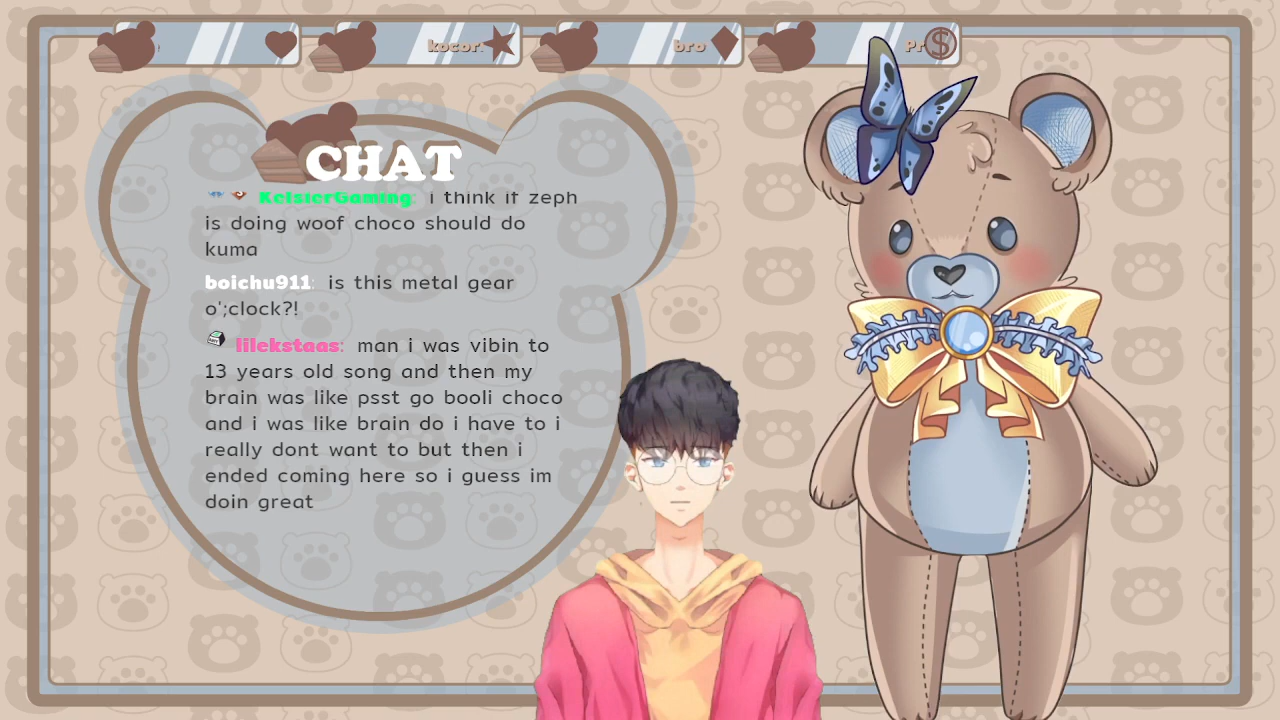 kocor.
bro
Pr
$
CHAT
KelsierGaming: i think if zeph
is doing woof choco should do
kuma
boichu911: is this metal gear
o';clock?!
lilekstaas: man i was vibin to
13 years old song and then my
brain was like psst go booli choco
and i was like brain do i have to i
really dont want to but then i
ended coming here so i guess im
doin great